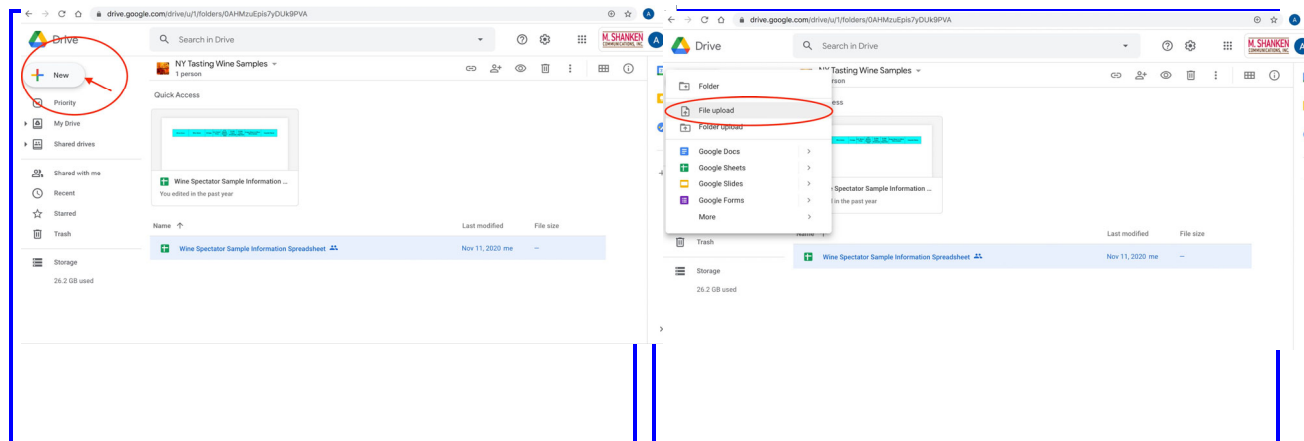 drive.google.com/drive/u/1/folders/0AHMzuEpis7yDUk9PVA
Drive
Search in Drive
M. SHANKEN
COMMUNICATIONS, INC.
A
A
New
NY Tasting Wine Samples
1 person
Quick Access
Priority
My Drive
Shared drives
Shared with me
Recent
Starred
Trash
Storage
26.2 GB used
Wine Spectator Sample Information ...
You edited in the past year
Name
Last modified
File size
Wine Spectator Sample Information Spreadsheet
Nov 11, 2020 me
–
drive.google.com/drive/u/1/folders/0AHMzuEpis7yDUk9PVA
Drive
Search in Drive
M. SHANKEN
COMMUNICATIONS, INC.
A
A
NY Tasting Wine Samples
erson
ess
Folder
File upload
Folder upload
Google Docs
Google Sheets
Google Slides
Google Forms
More
Spectator Sample Information ...
in the past year
Trash
Storage
26.2 GB used
Name
Last modified
File size
Wine Spectator Sample Information Spreadsheet
Nov 11, 2020 me
–